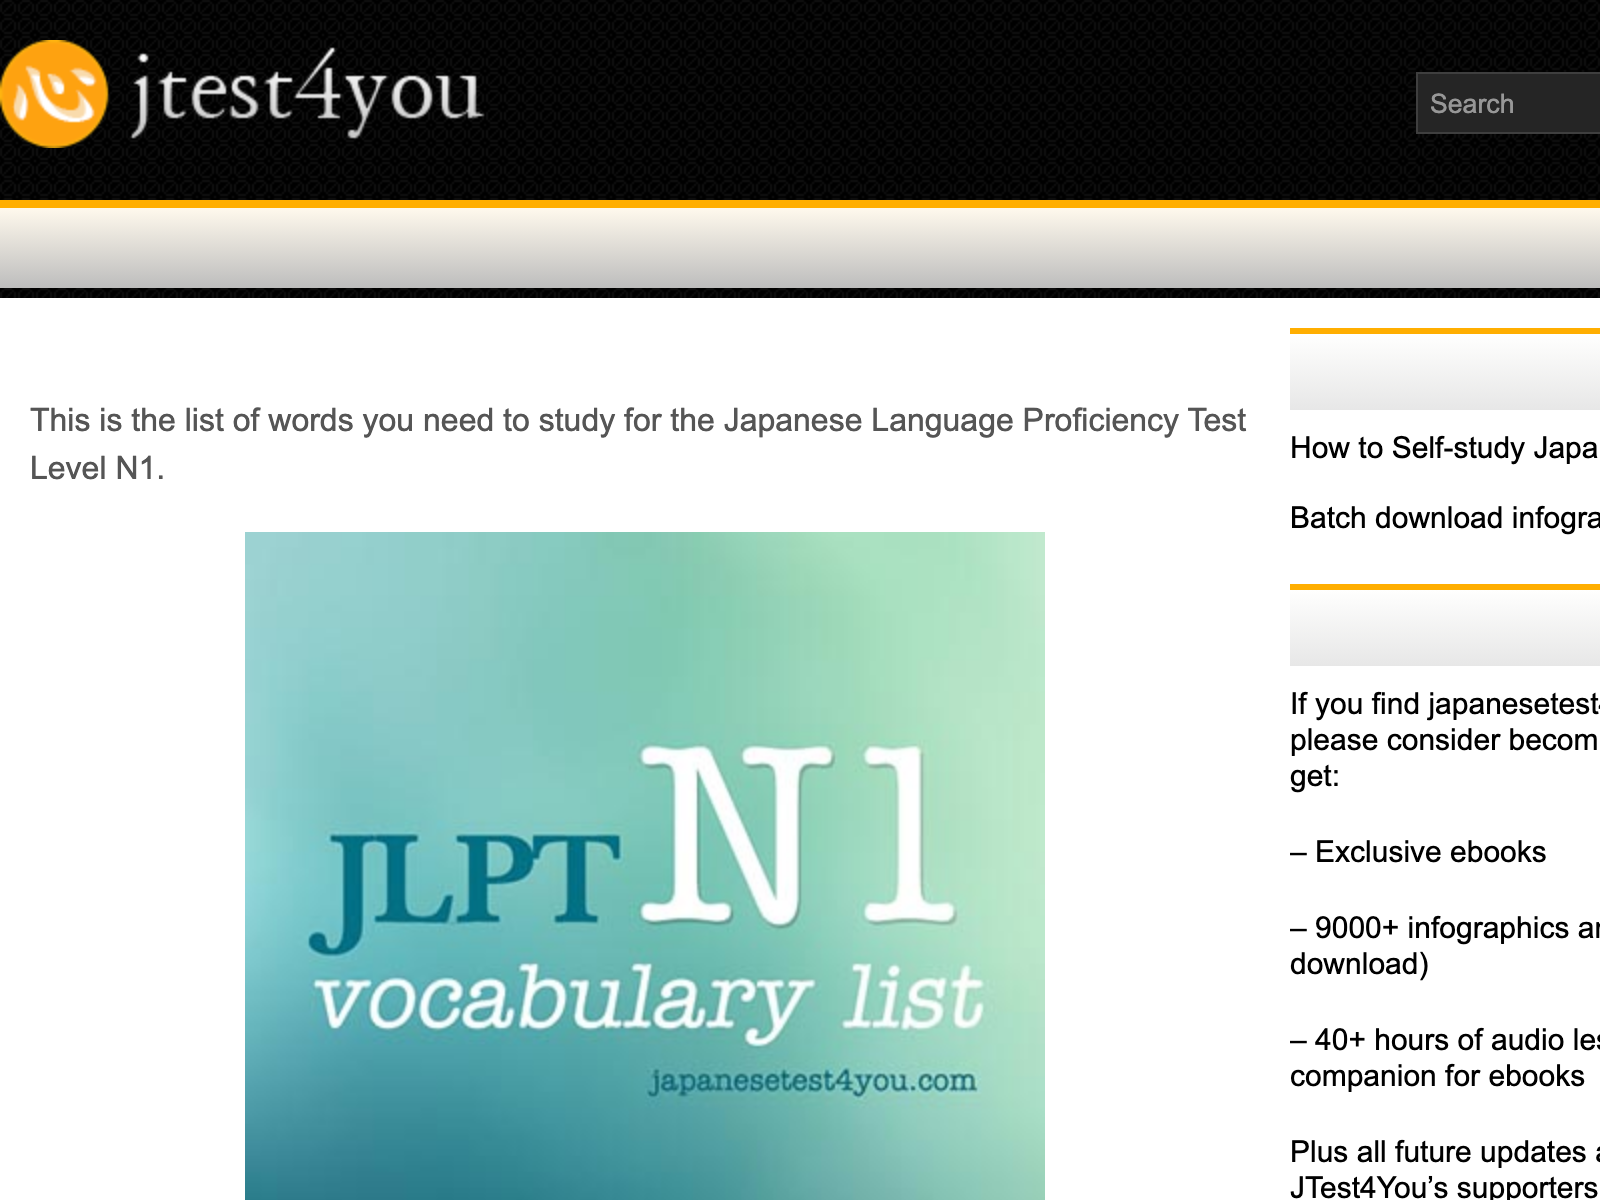 jtest4you
Search
This is the list of words you need to study for the Japanese Language Proficiency Test
Level N1.
JLPT N1
vocabulary list
japanesetest4you.com
How to Self-study Japa
Batch download infogra
If you find japanesetest
please consider becom
get:
– Exclusive ebooks
– 9000+ infographics a
download)
– 40+ hours of audio les
companion for ebooks
Plus all future updates a
JTest4You’s supporters